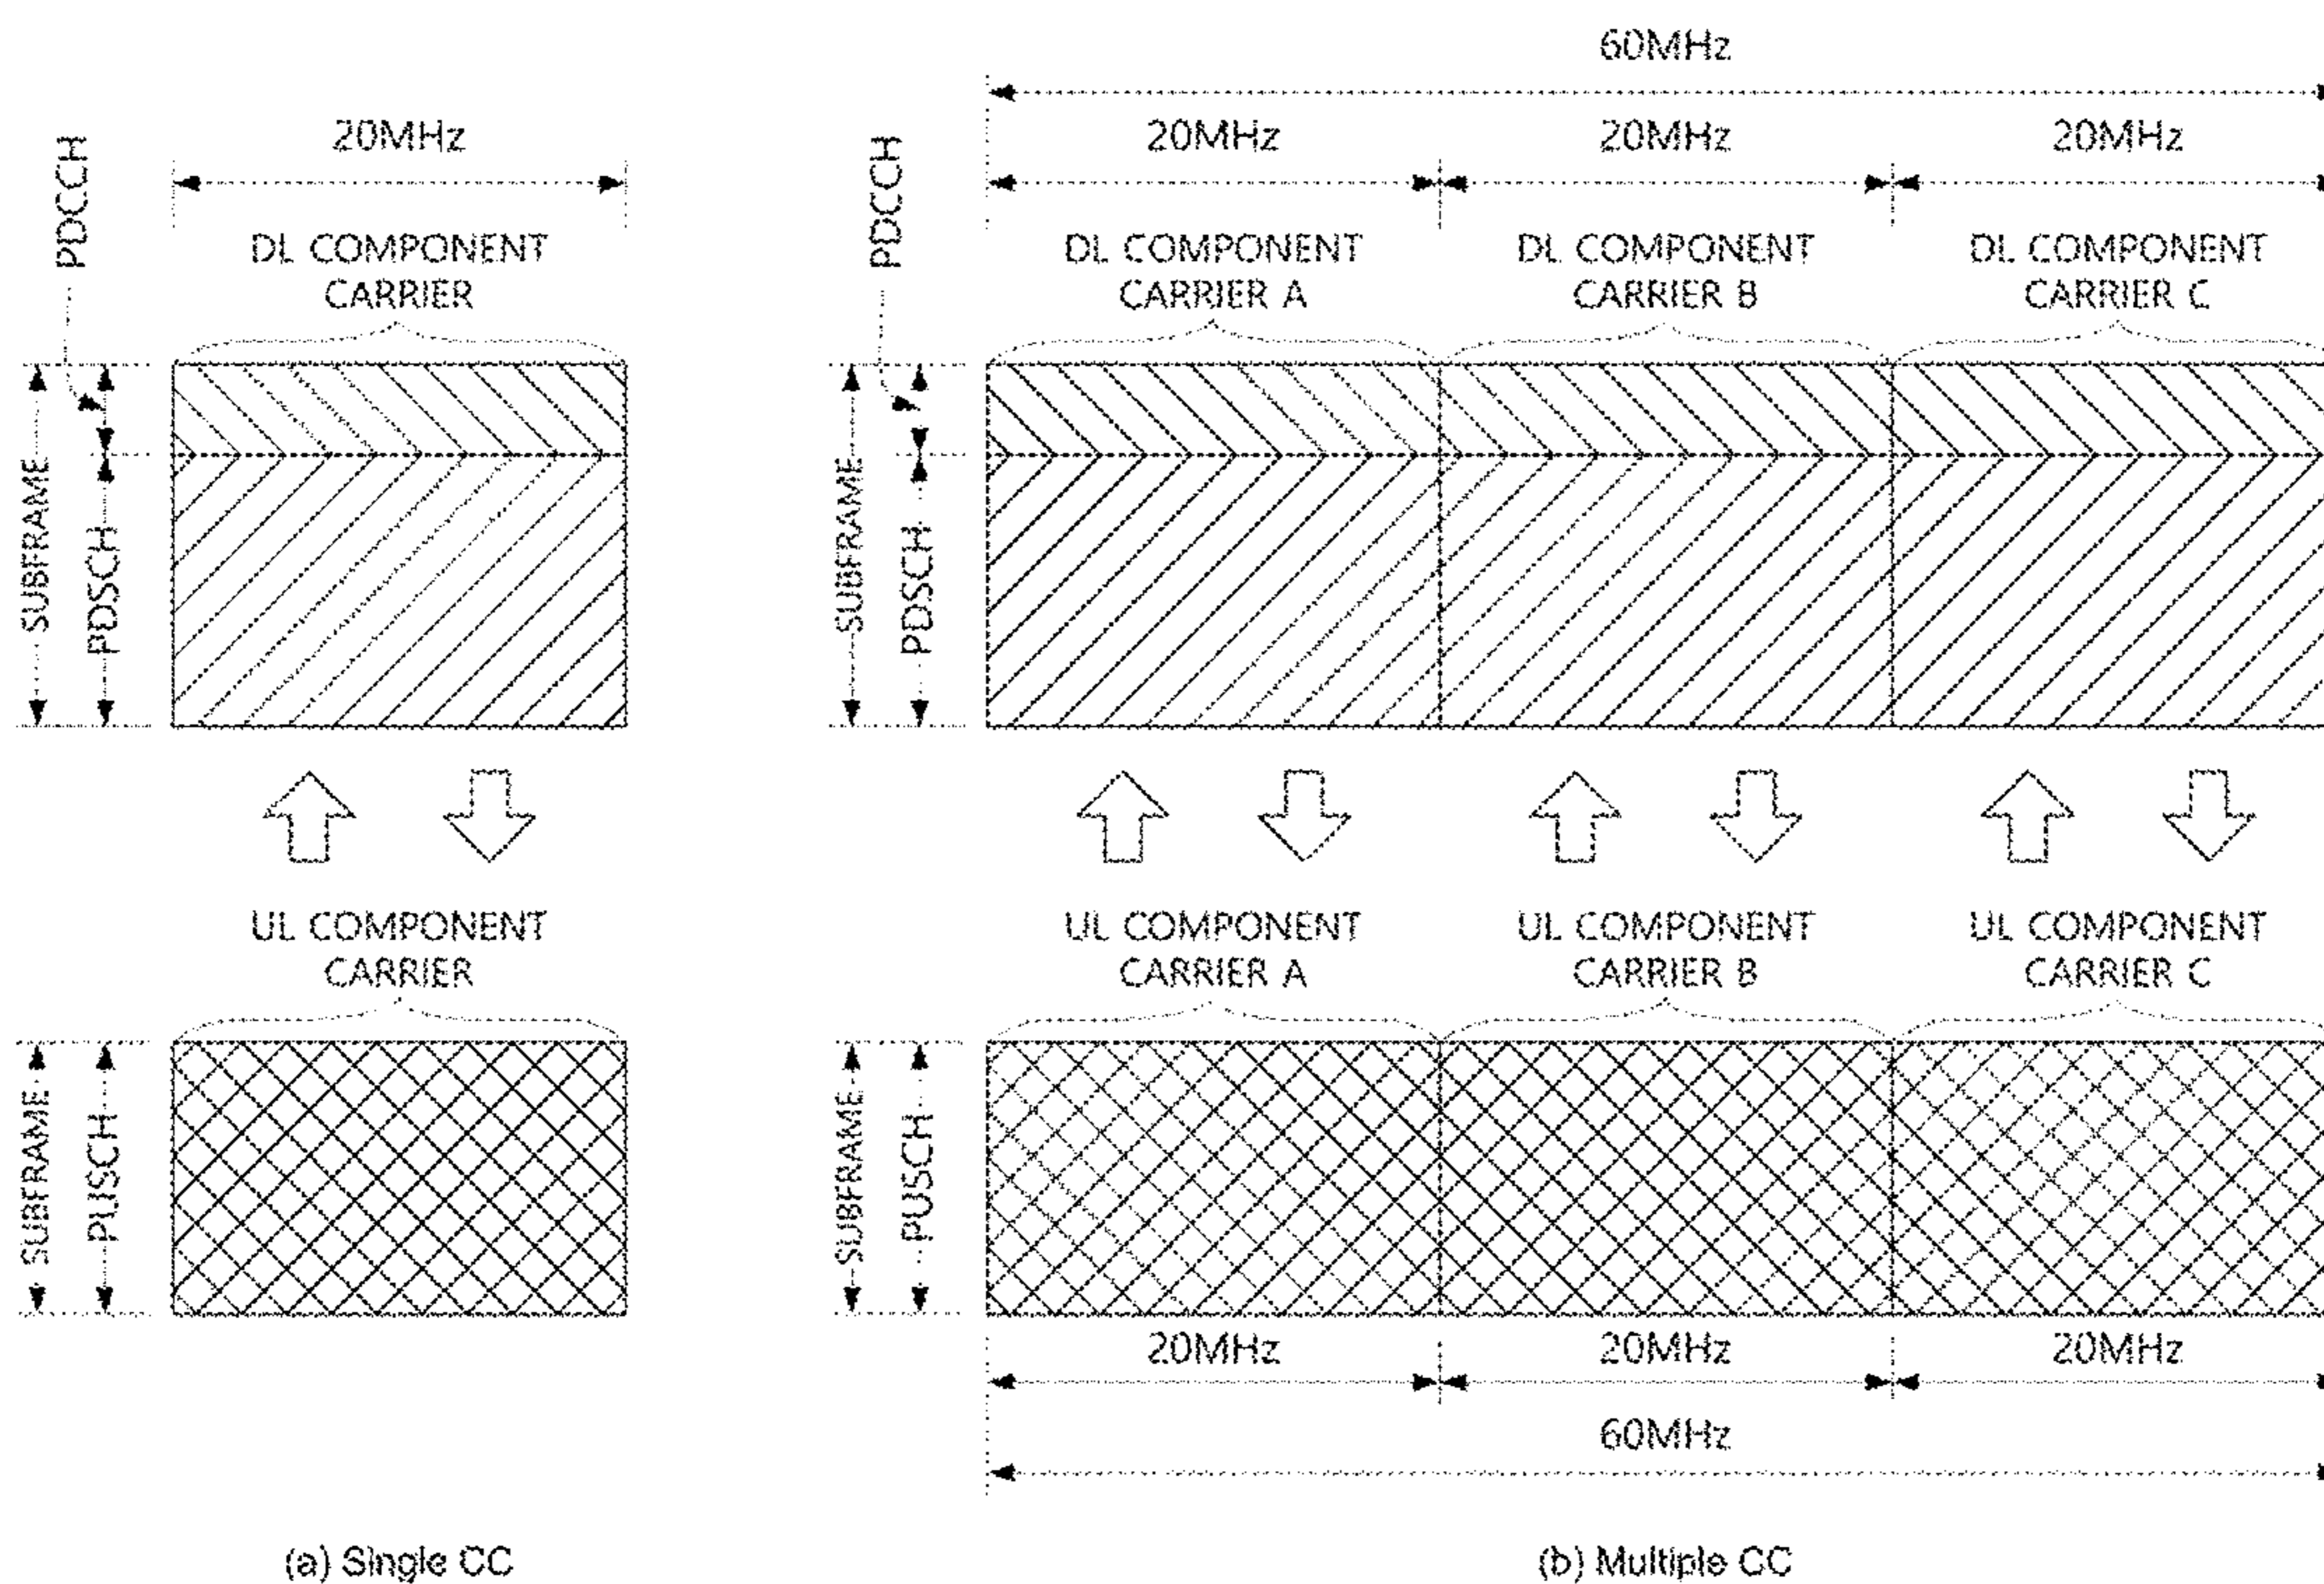 20MHz
PDCCH
DL COMPONENT
CARRIER
SUBFRAME
PDSCH
UL COMPONENT
CARRIER
SUBFRAME
PUSCH
(a) Single CC
60MHz
20MHz
20MHz
20MHz
PDCCH
DL COMPONENT
CARRIER A
DL COMPONENT
CARRIER B
DL COMPONENT
CARRIER C
SUBFRAME
PDSCH
UL COMPONENT
CARRIER A
UL COMPONENT
CARRIER B
UL COMPONENT
CARRIER C
SUBFRAME
PUSCH
20MHz
20MHz
20MHz
60MHz
(b) Multiple CC